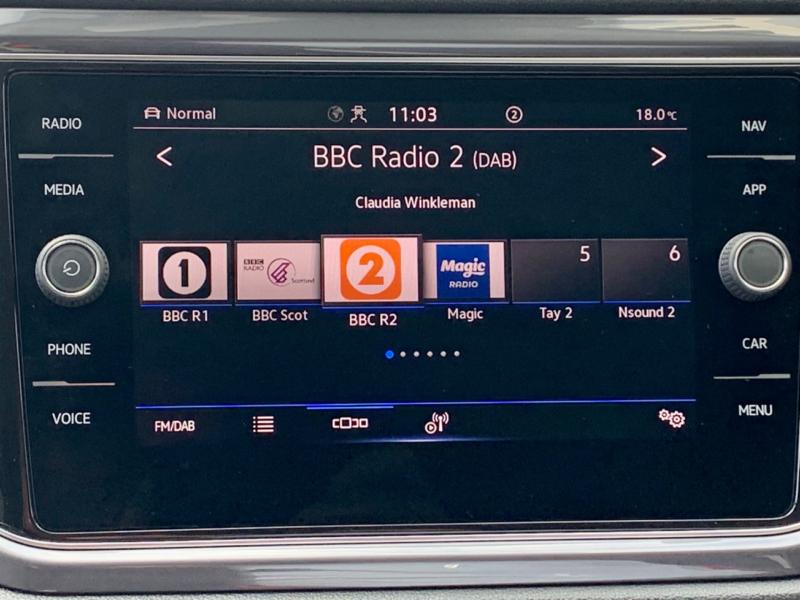 RADIO
MEDIA
PHONE
VOICE
Normal
11:03
2
18.0°C
< BBC Radio 2 (DAB) >
Claudia Winkleman
1
BBC RADIO Scotland
2
Magic
RADIO
5
6
BBC R1
BBC Scot
BBC R2
Magic
Tay 2
Nsound 2
FM/DAB
NAV
APP
CAR
MENU